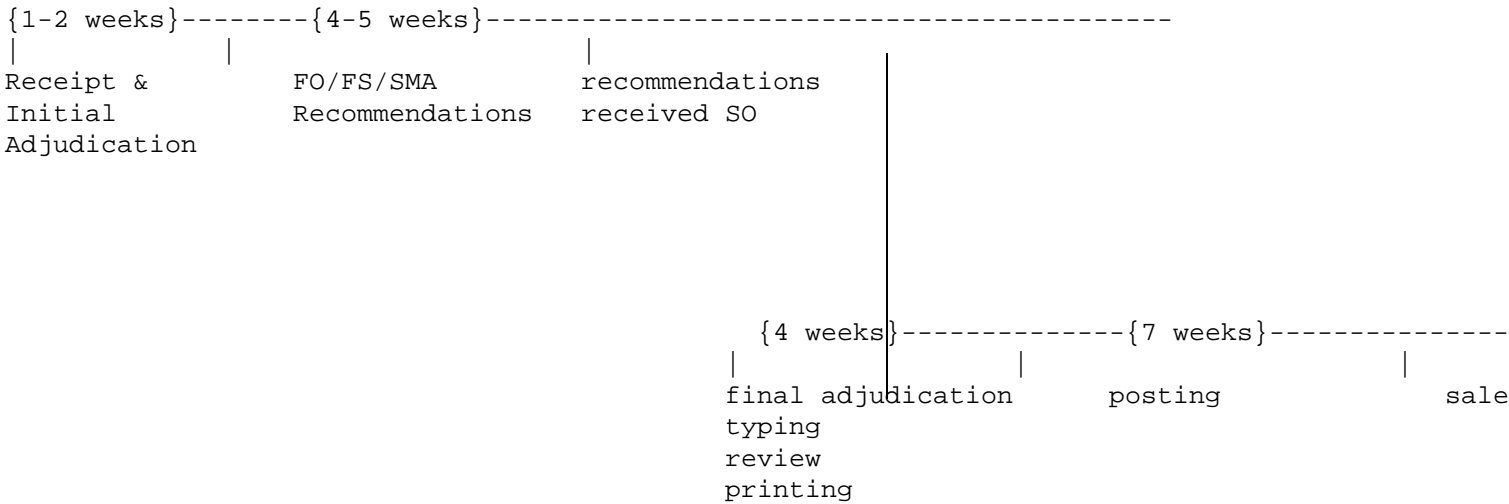 {1-2 weeks}--------{4-5 weeks}-------------------------------------------
| | |
Receipt & FO/FS/SMA recommendations
Initial Recommendations received SO
Adjudication
{4 weeks}--------------{7 weeks}---------------
| | |
final adjudication posting sale
typing
review
printing